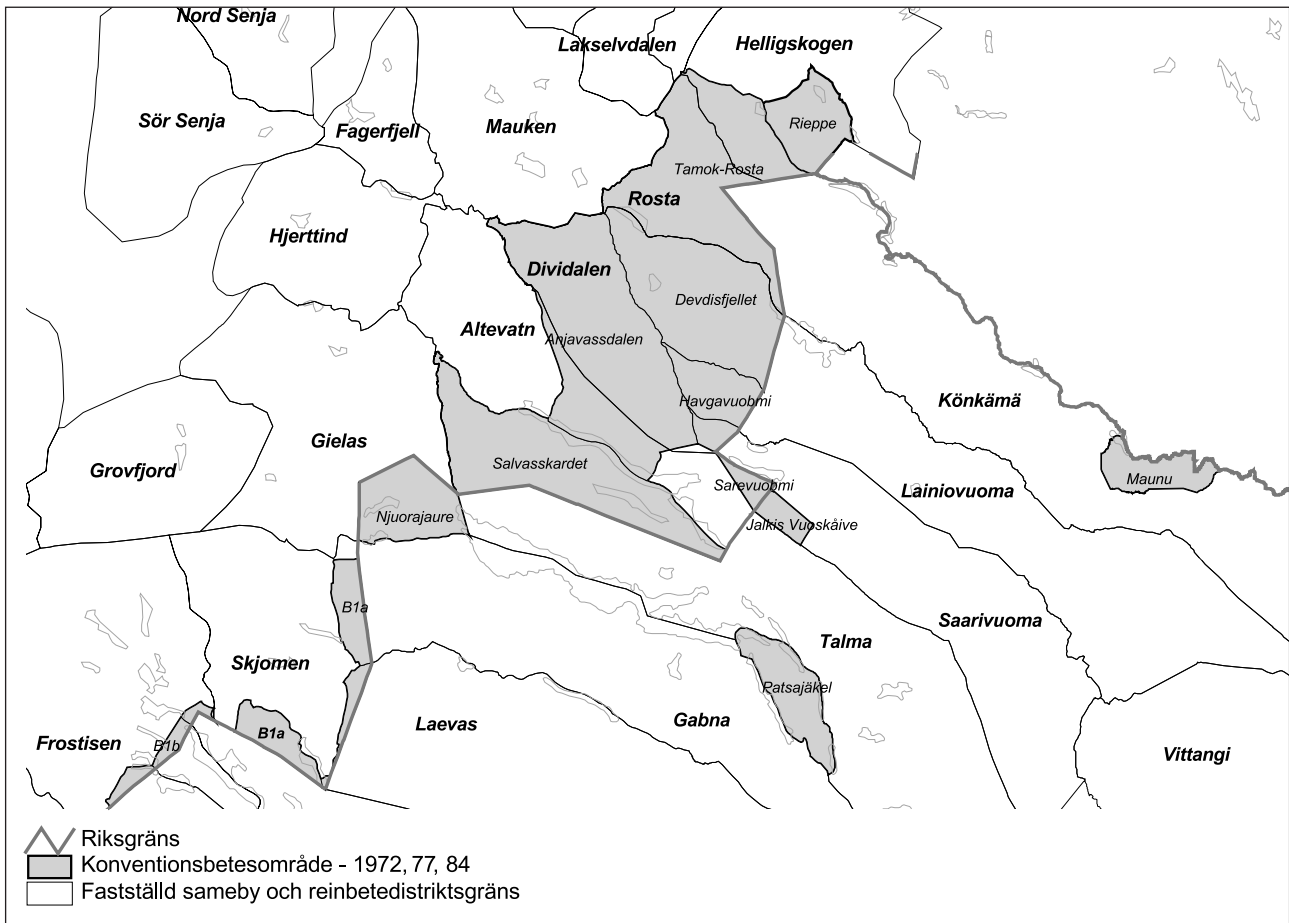 Nord Senja
Lakselvdalen
Helligskogen
Sör Senja
Fagerfjell
Mauken
Rieppe
Tamok-Rosta
Rosta
Hjerttind
Dividalen
Devdisfjellet
Altevatn
Anjavassdalen
Havgavuobmi
Könkämä
Gielas
Grovfjord
Salvasskardet
Sarevuobmi
Lainiovuoma
Maunu
Njuorajaure
Jalkis Vuoskåive
B1a
Saarivuoma
Talma
Skjomen
Patsajäkel
Laevas
Gabna
Frostisen
B1b
B1a
Vittangi
Riksgräns
Konventionsbetesområde - 1972, 77, 84
Fastställd sameby och reinbetedistriktsgräns